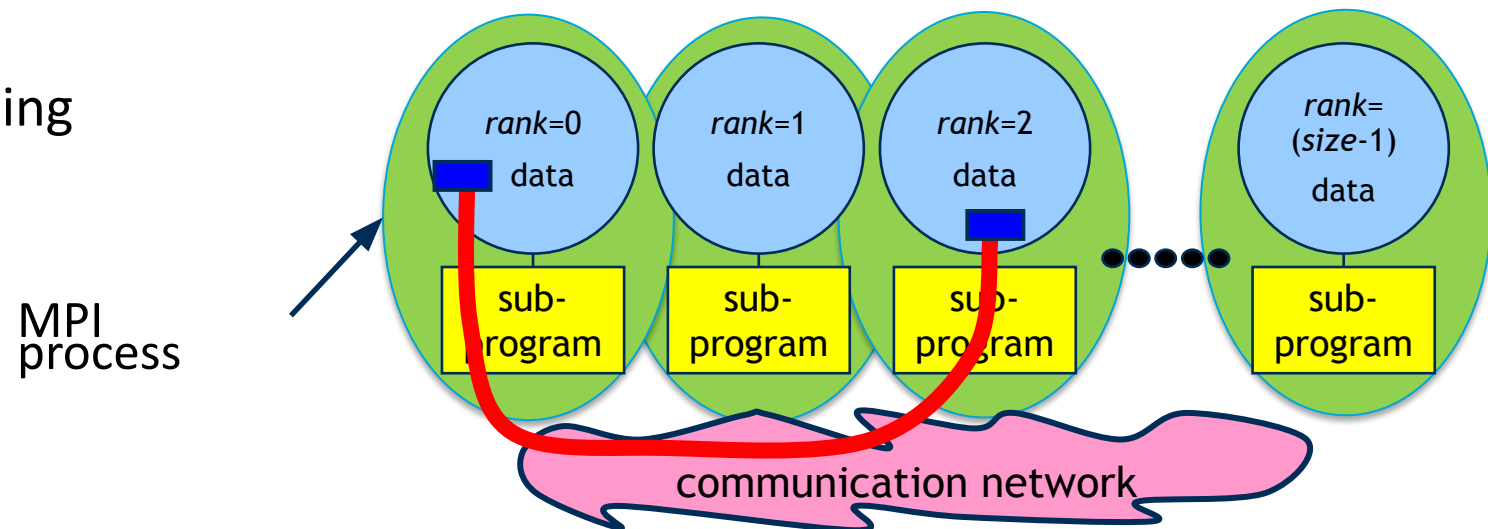 ing
MPI
process
rank=0
data
sub-
program
rank=1
data
sub-
program
rank=2
data
sub-
program
rank=
(size-1)
data
sub-
program
communication network